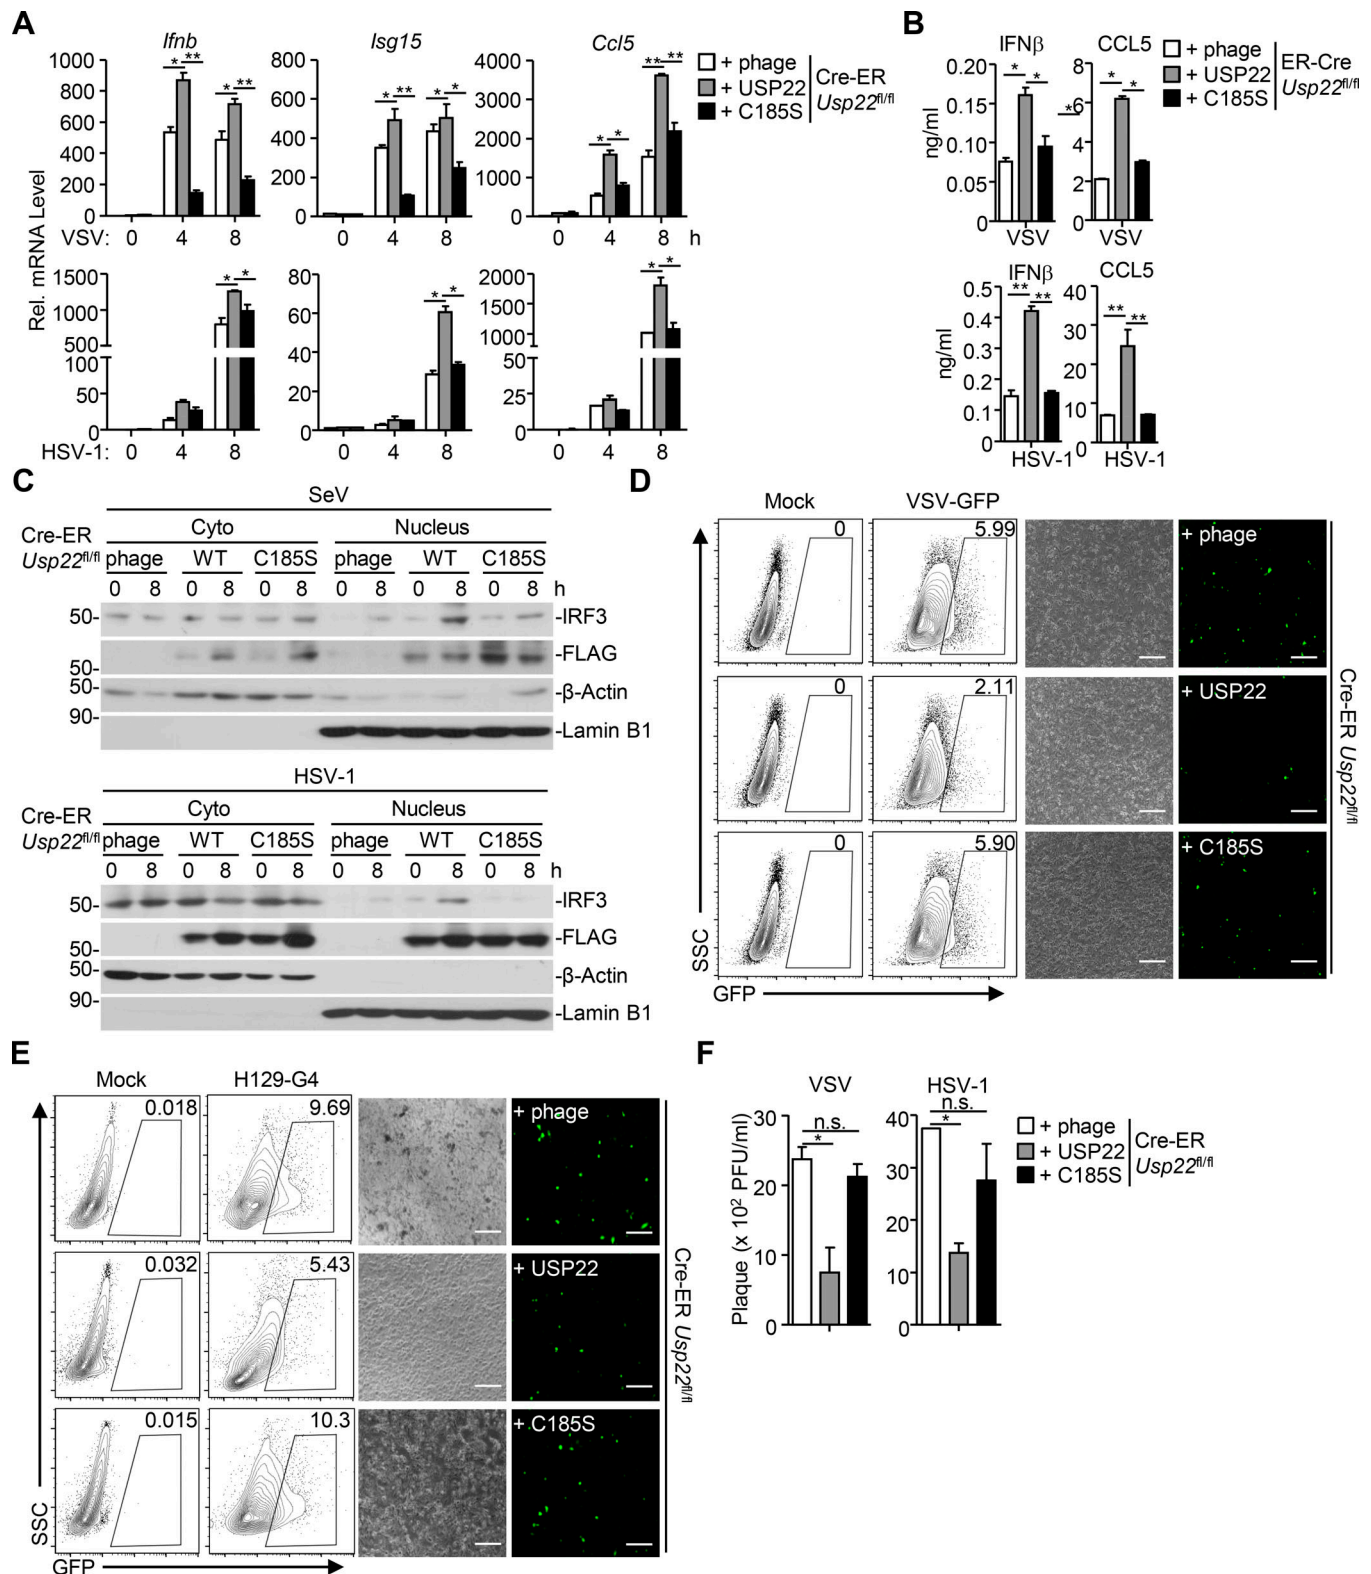 A
Ifnb
Isg15
Ccl5
+ phage
+ USP22
+ C185S
Cre-ER
Usp22fl/fl
Rel. mRNA Level
1000
800
600
400
200
0
* ** * **
800
600
400
200
0
* ** * *
4000
3000
2000
1000
0
* * ** **
VSV: 0 4 8 0 4 8 0 4 8 h
1500
1000
500
100
50
0
* *
80
60
40
20
0
* *
2000
1500
1000
50
25
0
* *
HSV-1: 0 4 8 0 4 8 0 4 8
B
IFNβ
CCL5
+ phage
+ USP22
+ C185S
ER-Cre
Usp22fl/fl
ng/ml
0.20
0.15
0.10
0.05
0.00
* *
*
8
6
4
2
0
* *
VSV VSV
IFNβ
CCL5
ng/ml
0.5
0.4
0.3
0.2
0.1
0
** **
40
30
20
10
0
** **
HSV-1 HSV-1
C
SeV
Cyto Nucleus
Cre-ER
Usp22fl/fl phage WT C185S phage WT C185S
0 8 0 8 0 8 0 8 0 8 0 8 h
50- -IRF3
50- -FLAG
50- -β-Actin
90- -Lamin B1
HSV-1
Cyto Nucleus
Cre-ER
Usp22fl/fl phage WT C185S phage WT C185S
0 8 0 8 0 8 0 8 0 8 0 8 h
50- -IRF3
50- -FLAG
50- -β-Actin
90- -Lamin B1
D
Mock VSV-GFP
0 5.99 + phage
0 2.11 + USP22
0 5.90 + C185S
SSC
GFP
Cre-ER Usp22fl/fl
E
Mock H129-G4
0.018 9.69 + phage
0.032 5.43 + USP22
0.015 10.3 + C185S
SSC
GFP
Cre-ER Usp22fl/fl
F
VSV HSV-1
Plaque (x 10² PFU/ml)
30
20
10
0
n.s.
*
40
30
20
10
0
n.s.
*
+ phage
+ USP22
+ C185S
Cre-ER
Usp22fl/fl